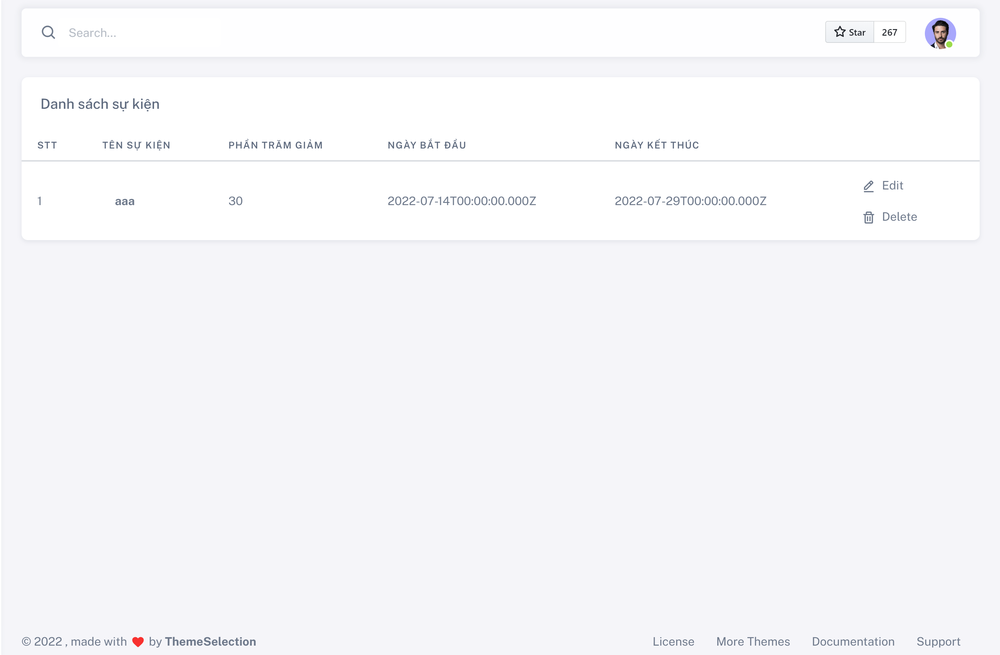 Search...
Star 267
Danh sách sự kiện
STT TÊN SỰ KIỆN PHẦN TRĂM GIẢM NGÀY BẮT ĐẦU NGÀY KẾT THÚC
Edit
1 aaa 30 2022-07-14T00:00:00.000Z 2022-07-29T00:00:00.000Z
Delete
© 2022 , made with ❤️ by ThemeSelection License More Themes Documentation Support